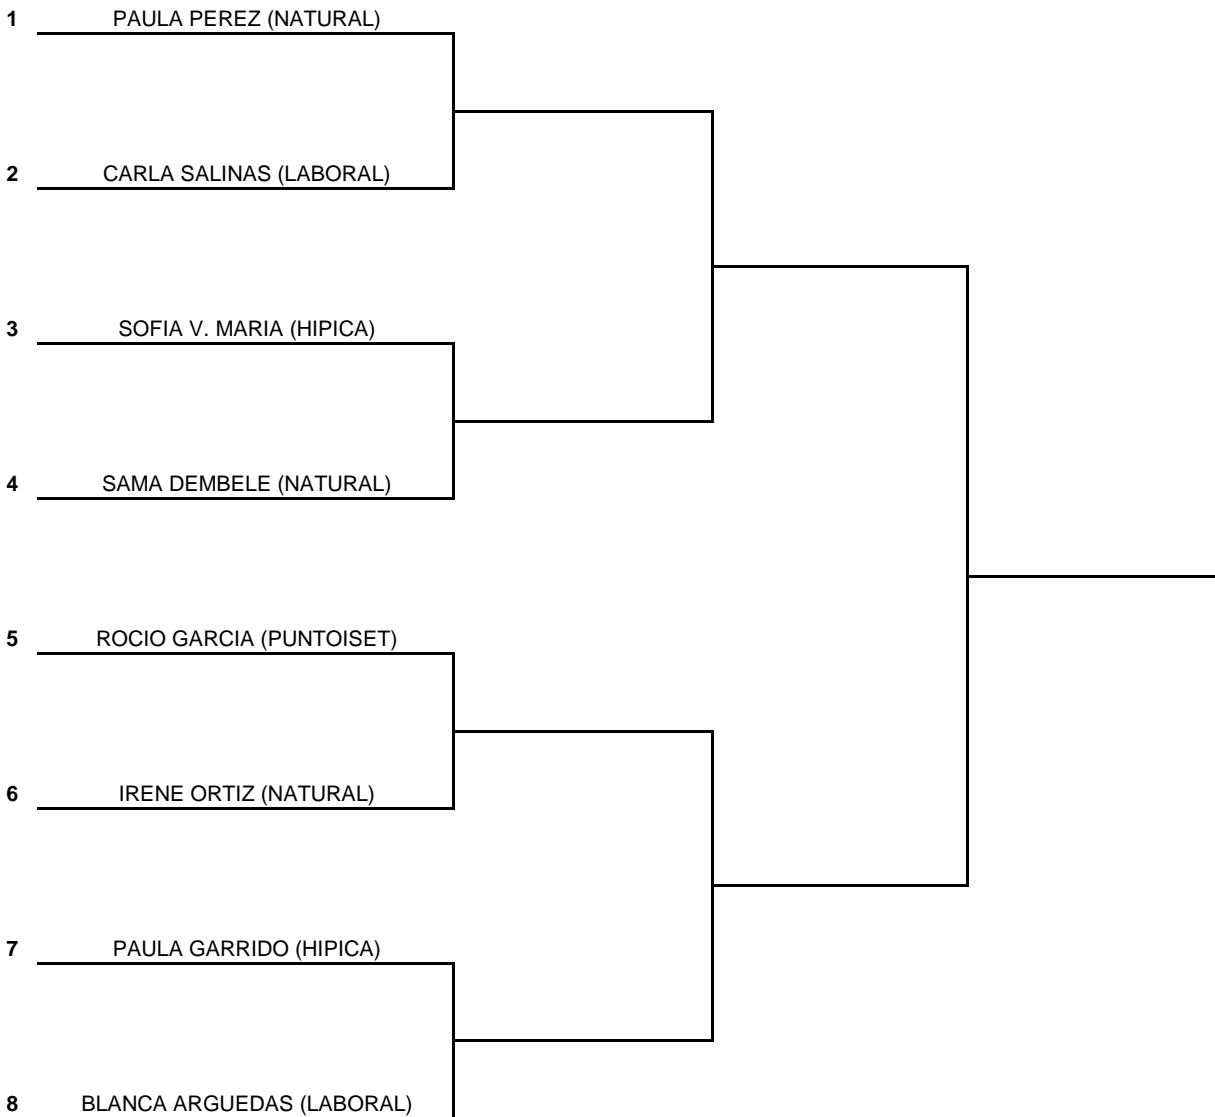 1 PAULA PEREZ (NATURAL)
2 CARLA SALINAS (LABORAL)
3 SOFIA V. MARIA (HIPICA)
4 SAMA DEMBELE (NATURAL)
5 ROCIO GARCIA (PUNTOISET)
6 IRENE ORTIZ (NATURAL)
7 PAULA GARRIDO (HIPICA)
8 BLANCA ARGUEDAS (LABORAL)